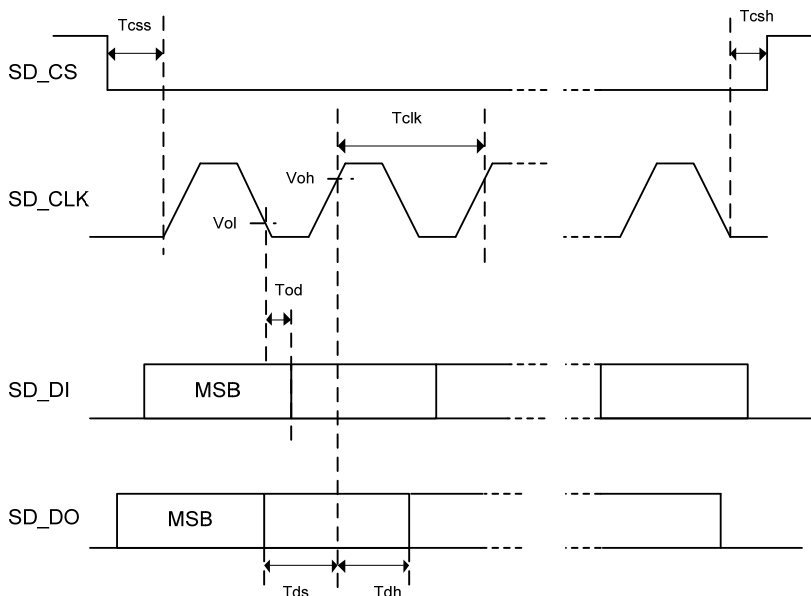 Tcss
Tcsh
SD_CS
Tclk
Voh
SD_CLK
Vol
Tod
SD_DI
MSB
SD_DO
MSB
Tds
Tdh